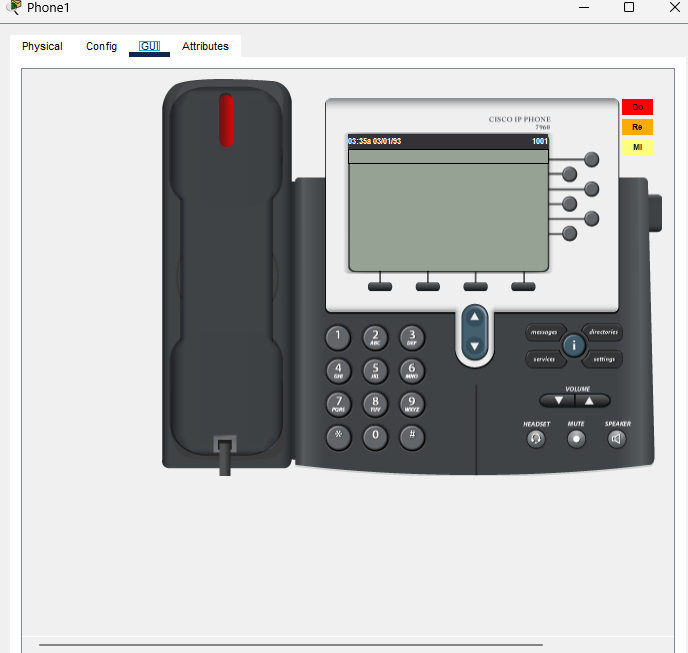 Phone1
Physical Config GUI Attributes
CISCO IP PHONE
7960
03:35a 03/01/93 1001
Do
Re
Mi
1 2 ABC 3 DEF
4 GHI 5 JKL 6 MNO
7 PQRS 8 TUV 9 WXYZ
* 0 #
messages directories
i
services settings
VOLUME
HEADSET MUTE SPEAKER